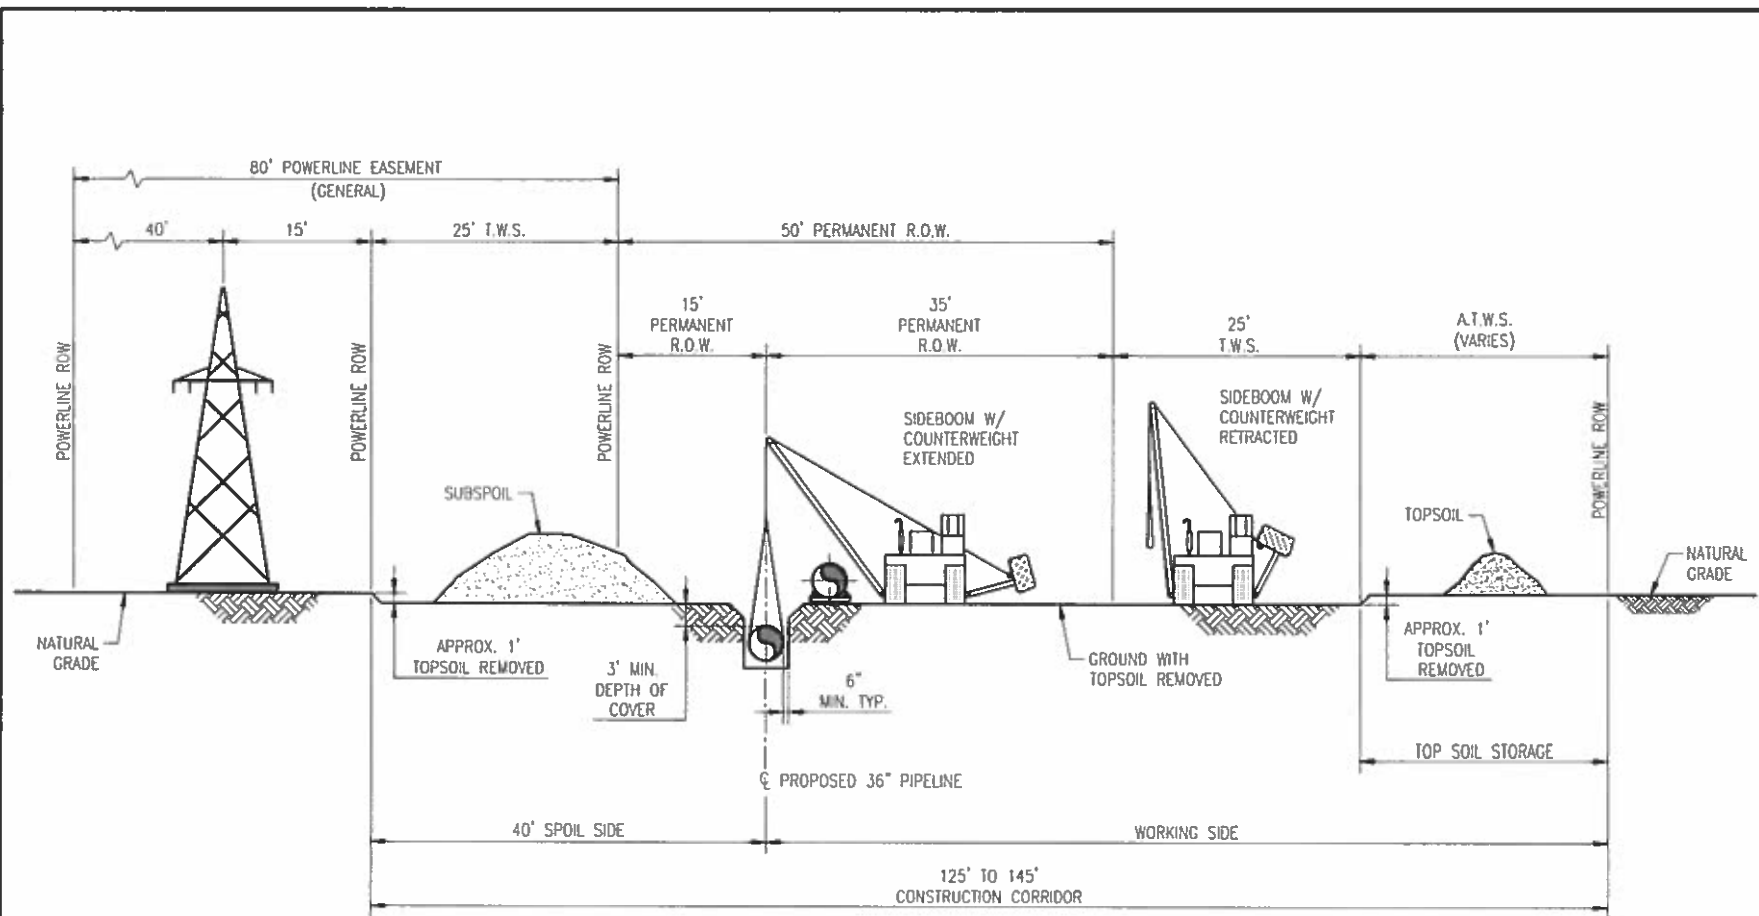 80' POWERLINE EASEMENT
(GENERAL)
40'
15'
25' T.W.S.
50' PERMANENT R.O.W.
15'
PERMANENT
R.O.W.
35'
PERMANENT
R.O.W.
25'
T.W.S.
A.T.W.S.
(VARIES)
POWERLINE ROW
POWERLINE ROW
POWERLINE ROW
POWERLINE ROW
SIDEBOOM W/
COUNTERWEIGHT
EXTENDED
SIDEBOOM W/
COUNTERWEIGHT
RETRACTED
SUBSPOIL
TOPSOIL
NATURAL
GRADE
NATURAL
GRADE
APPROX. 1'
TOPSOIL REMOVED
3' MIN.
DEPTH OF
COVER
6"
MIN. TYP.
GROUND WITH
TOPSOIL REMOVED
APPROX. 1'
TOPSOIL
REMOVED
TOP SOIL STORAGE
℄ PROPOSED 36" PIPELINE
40' SPOIL SIDE
WORKING SIDE
125' TO 145'
CONSTRUCTION CORRIDOR